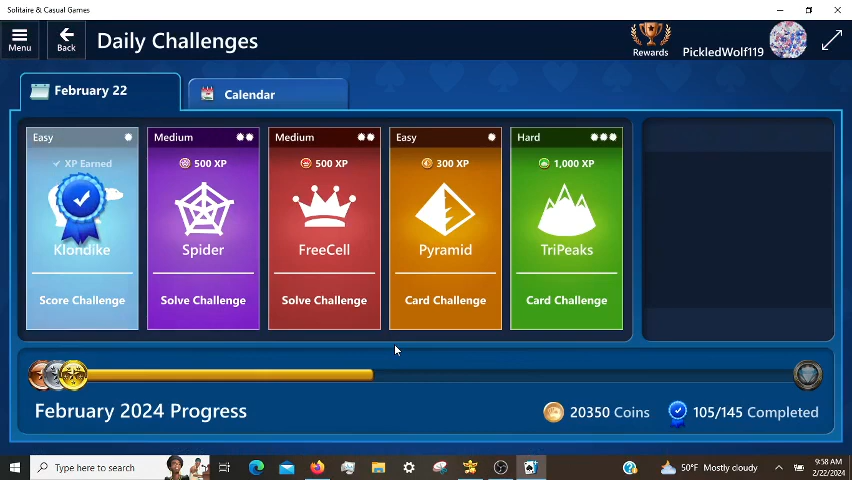 Solitaire & Casual Games
Menu
Back
Daily Challenges
Rewards
PickledWolf119
February 22
Calendar
Easy
XP Earned
Klondike
Score Challenge
Medium
500 XP
Spider
Solve Challenge
Medium
500 XP
FreeCell
Solve Challenge
Easy
300 XP
Pyramid
Card Challenge
Hard
1,000 XP
TriPeaks
Card Challenge
February 2024 Progress
20350 Coins
105/145 Completed
Type here to search
50°F Mostly cloudy
9:58 AM
2/22/2024